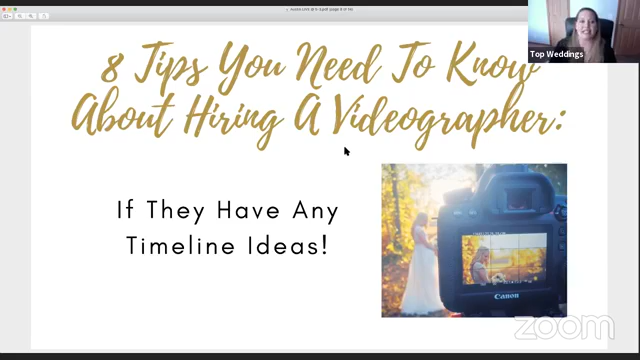 Top Weddings
8 Tips You Need To Know
About Hiring A Videographer:
If They Have Any
Timeline Ideas!
Canon
zoom